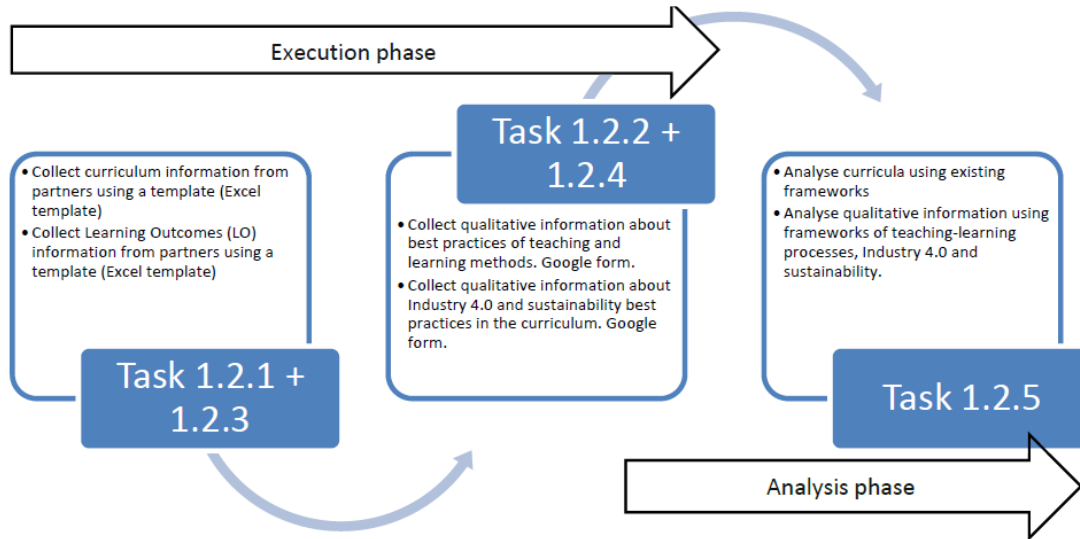 Execution phase
• Collect curriculum information from
partners using a template (Excel
template)
• Collect Learning Outcomes (LO)
information from partners using a
template (Excel template)
Task 1.2.1 +
1.2.3
Task 1.2.2 +
1.2.4
• Collect qualitative information about
best practices of teaching and
learning methods. Google form.
• Collect qualitative information about
Industry 4.0 and sustainability best
practices in the curriculum. Google
form.
• Analyse curricula using existing
frameworks
• Analyse qualitative information using
frameworks of teaching-learning
processes, Industry 4.0 and
sustainability.
Task 1.2.5
Analysis phase